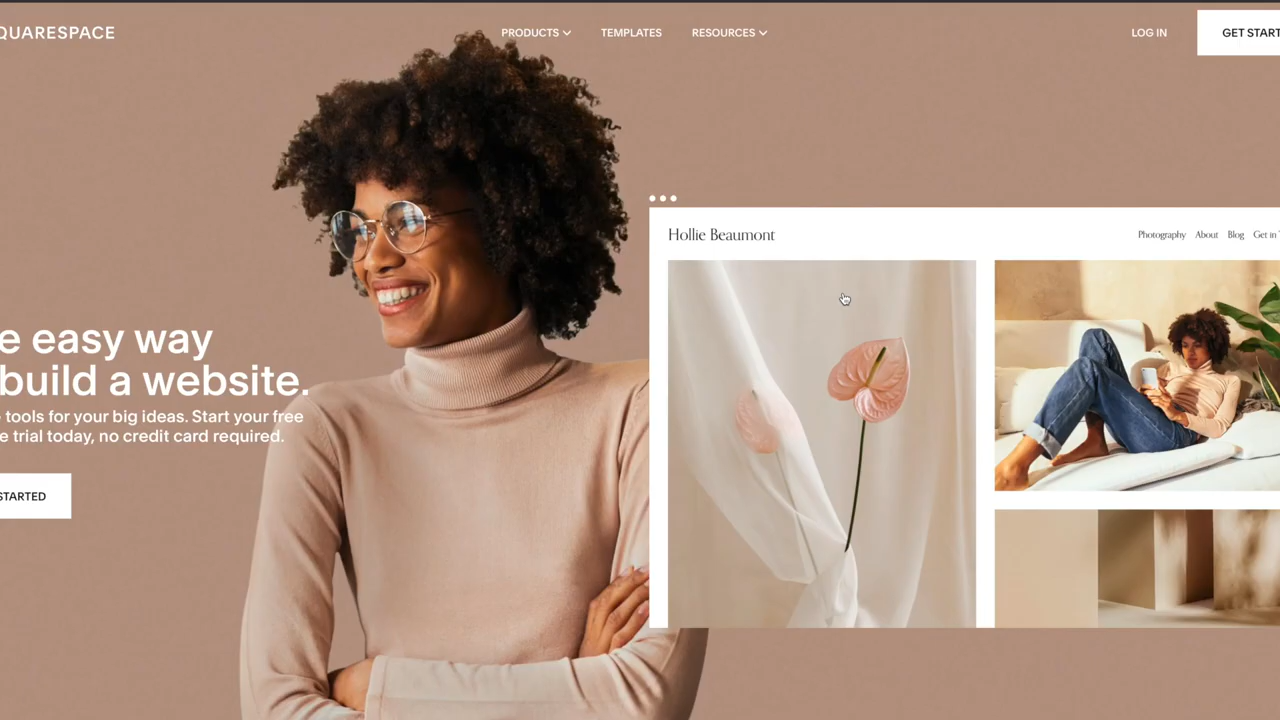 QUARESPACE
PRODUCTS
TEMPLATES
RESOURCES
LOG IN
GET START
Hollie Beaumont
Photography
About
Blog
Get in
e easy way
build a website.
tools for your big ideas. Start your free
e trial today, no credit card required.
STARTED